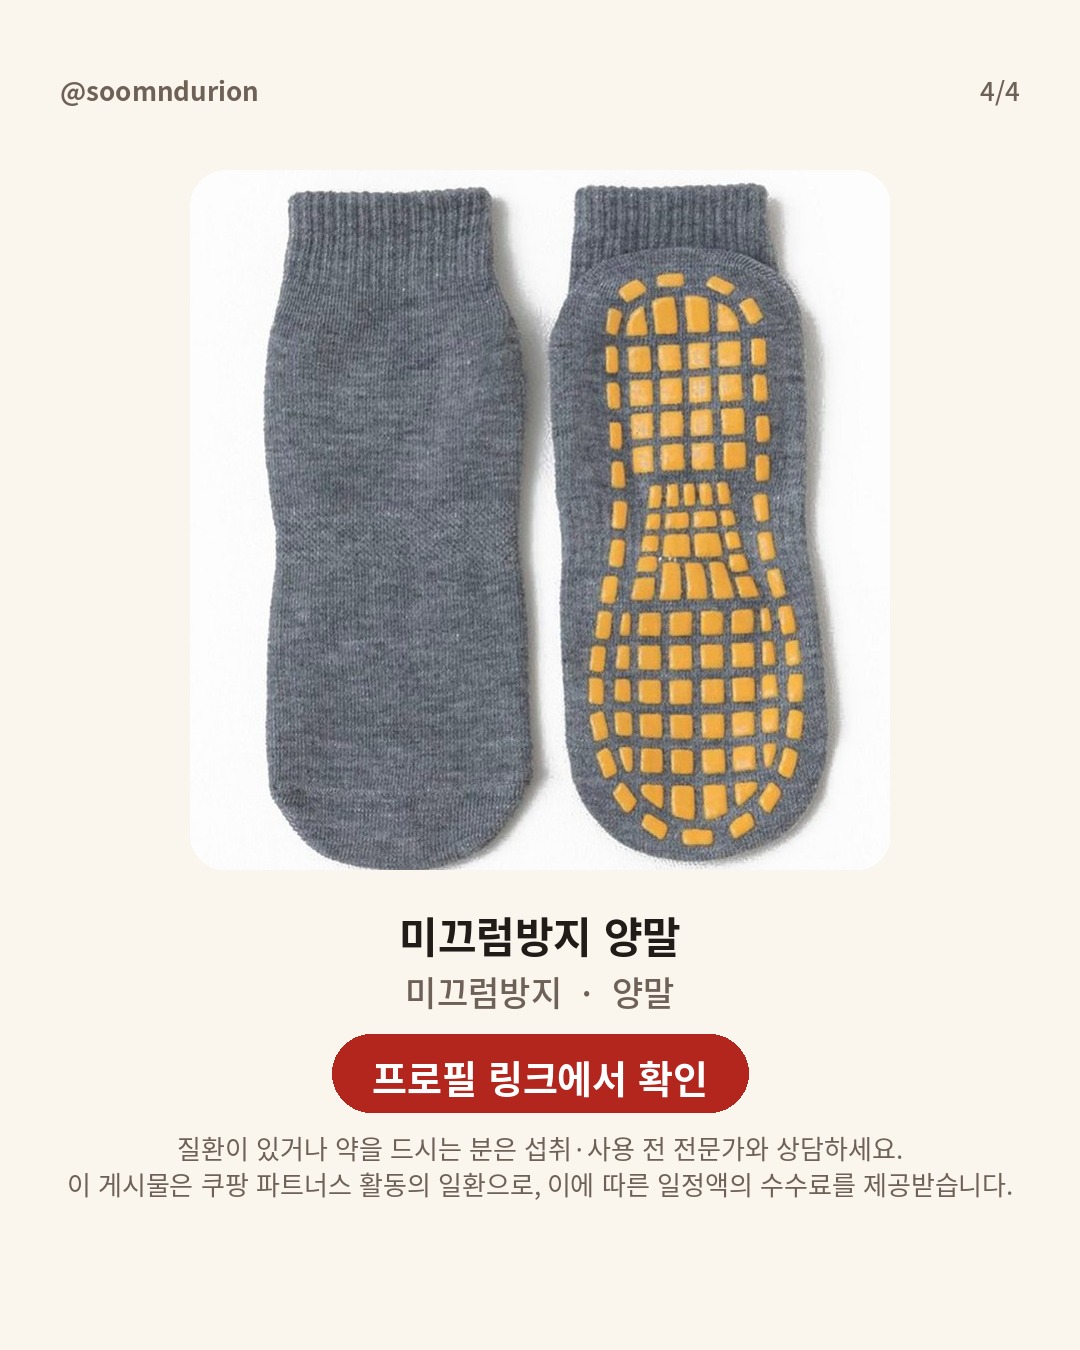 @soomndurion
4/4
미끄럼방지 양말
미끄럼방지 · 양말
프로필 링크에서 확인
질환이 있거나 약을 드시는 분은 섭취·사용 전 전문가와 상담하세요.
이 게시물은 쿠팡 파트너스 활동의 일환으로, 이에 따른 일정액의 수수료를 제공받습니다.